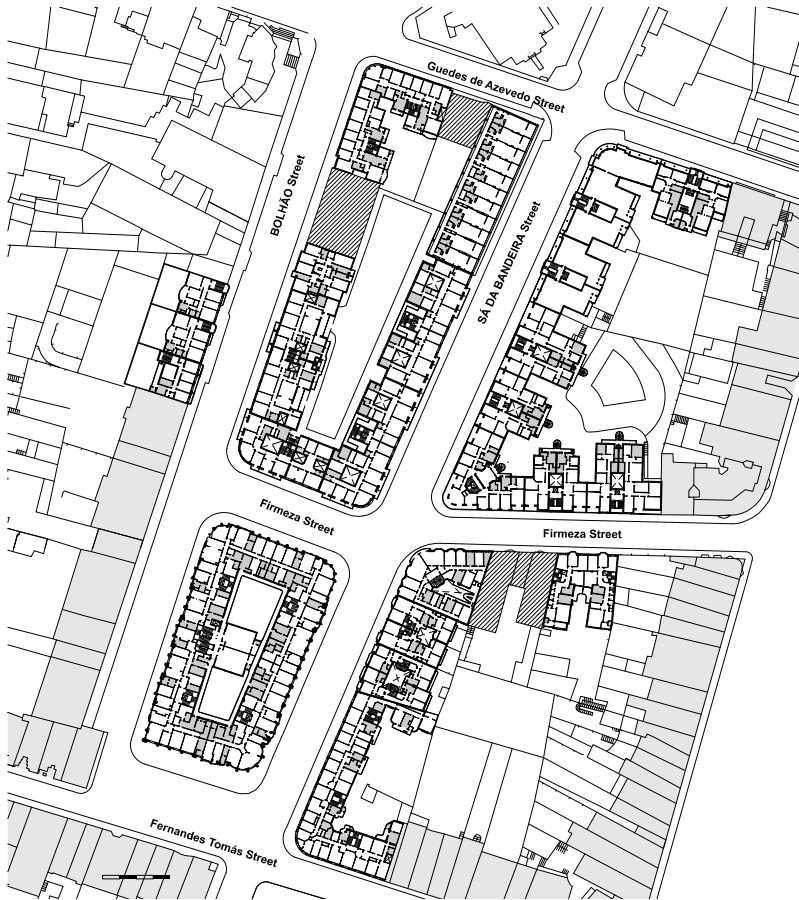 Guedes de Azevedo Street
BOLHÃO Street
SÁ DA BANDEIRA Street
Firmeza Street
Firmeza Street
Fernandes Tomás Street